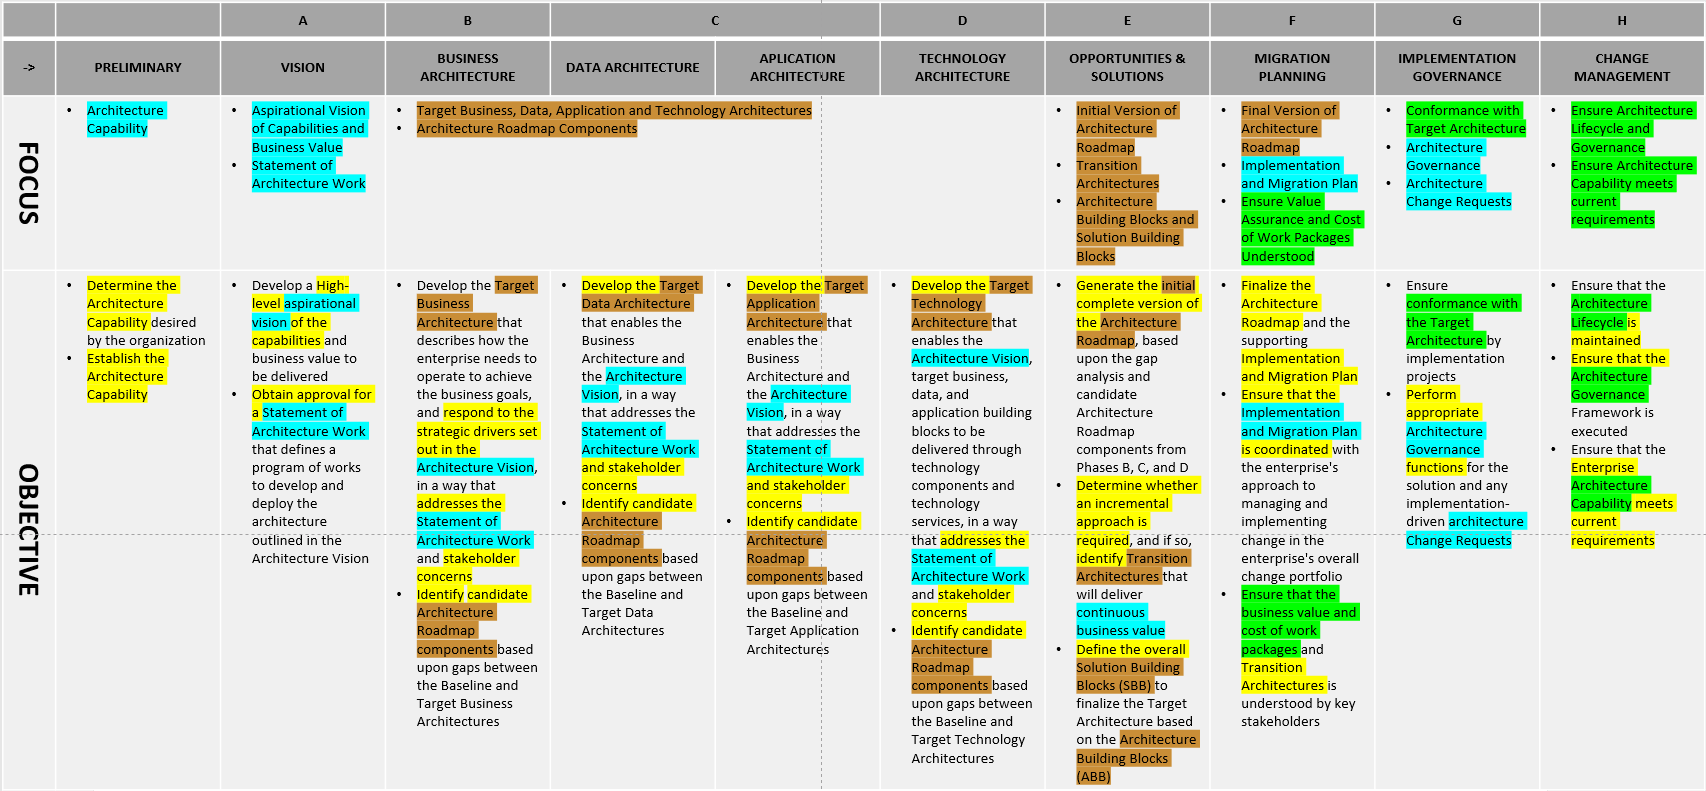 A
B
C
D
E
F
G
H
->
PRELIMINARY
VISION
BUSINESS
ARCHITECTURE
DATA ARCHITECTURE
APLICATION
ARCHITECTURE
TECHNOLOGY
ARCHITECTURE
OPPORTUNITIES &
SOLUTIONS
MIGRATION
PLANNING
IMPLEMENTATION
GOVERNANCE
CHANGE
MANAGEMENT
FOCUS
• Architecture
Capability
• Aspirational Vision
of Capabilities and
Business Value
• Statement of
Architecture Work
• Target Business, Data, Application and Technology Architectures
• Architecture Roadmap Components
• Initial Version of
Architecture
Roadmap
• Transition
Architectures
• Architecture
Building Blocks and
Solution Building
Blocks
• Final Version of
Architecture
Roadmap
• Implementation
and Migration Plan
• Ensure Value
Assurance and Cost
of Work Packages
Understood
• Conformance with
Target Architecture
• Architecture
Governance
• Architecture
Change Requests
• Ensure Architecture
Lifecycle and
Governance
• Ensure Architecture
Capability meets
current
requirements
OBJECTIVE
• Determine the
Architecture
Capability desired
by the organization
• Establish the
Architecture
Capability
• Develop a High-
level aspirational
vision of the
capabilities and
business value to
be delivered
• Obtain approval for
a Statement of
Architecture Work
that defines a
program of works
to develop and
deploy the
architecture
outlined in the
Architecture Vision
• Develop the Target
Business
Architecture that
describes how the
enterprise needs to
operate to achieve
the business goals,
and respond to the
strategic drivers set
out in the
Architecture Vision,
in a way that
addresses the
Statement of
Architecture Work
and stakeholder
concerns
• Identify candidate
Architecture
Roadmap
components based
upon gaps between
the Baseline and
Target Business
Architectures
• Develop the Target
Data Architecture
that enables the
Business
Architecture and
the Architecture
Vision, in a way
that addresses the
Statement of
Architecture Work
and stakeholder
concerns
• Identify candidate
Architecture
Roadmap
components based
upon gaps between
the Baseline and
Target Data
Architectures
• Develop the Target
Application
Architecture that
enables the
Business
Architecture and
the Architecture
Vision, in a way
that addresses the
Statement of
Architecture Work
and stakeholder
concerns
• Identify candidate
Architecture
Roadmap
components based
upon gaps between
the Baseline and
Target Application
Architectures
• Develop the Target
Technology
Architecture that
enables the
Architecture Vision,
target business,
data, and
application building
blocks to be
delivered through
technology
components and
technology
services, in a way
that addresses the
Statement of
Architecture Work
and stakeholder
concerns
• Identify candidate
Architecture
Roadmap
components based
upon gaps between
the Baseline and
Target Technology
Architectures
• Generate the initial
complete version of
the Architecture
Roadmap, based
upon the gap
analysis and
candidate
Architecture
Roadmap
components from
Phases B, C, and D
• Determine whether
an incremental
approach is
required, and if so,
identify Transition
Architectures that
will deliver
continuous
business value
• Define the overall
Solution Building
Blocks (SBB) to
finalize the Target
Architecture based
on the Architecture
Building Blocks
(ABB)
• Finalize the
Architecture
Roadmap and the
supporting
Implementation
and Migration Plan
• Ensure that the
Implementation
and Migration Plan
is coordinated with
the enterprise's
approach to
managing and
implementing
change in the
enterprise's overall
change portfolio
• Ensure that the
business value and
cost of work
packages and
Transition
Architectures is
understood by key
stakeholders
• Ensure
conformance with
the Target
Architecture by
implementation
projects
• Perform
appropriate
Architecture
Governance
functions for the
solution and any
implementation-
driven architecture
Change Requests
• Ensure that the
Architecture
Lifecycle is
maintained
• Ensure that the
Architecture
Governance
Framework is
executed
• Ensure that the
Enterprise
Architecture
Capability meets
current
requirements